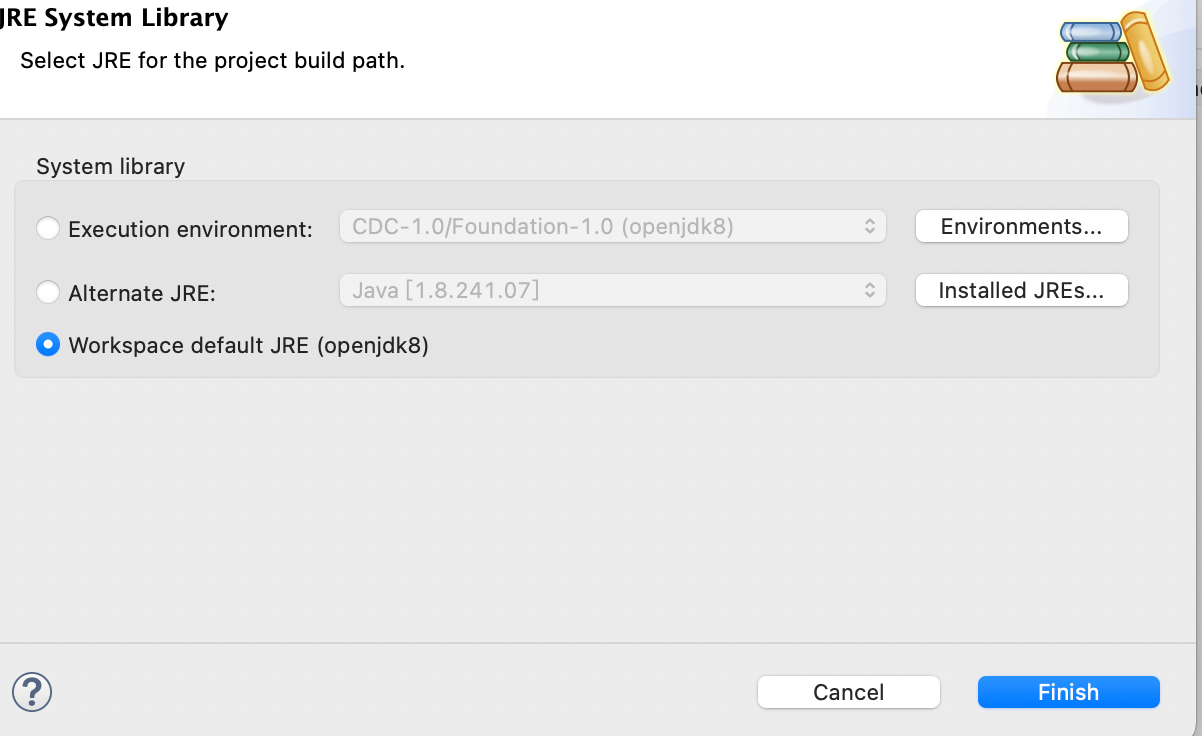 JRE System Library
Select JRE for the project build path.
System library
Execution environment: CDC-1.0/Foundation-1.0 (openjdk8) Environments...
Alternate JRE: Java [1.8.241.07] Installed JREs...
Workspace default JRE (openjdk8)
? Cancel Finish